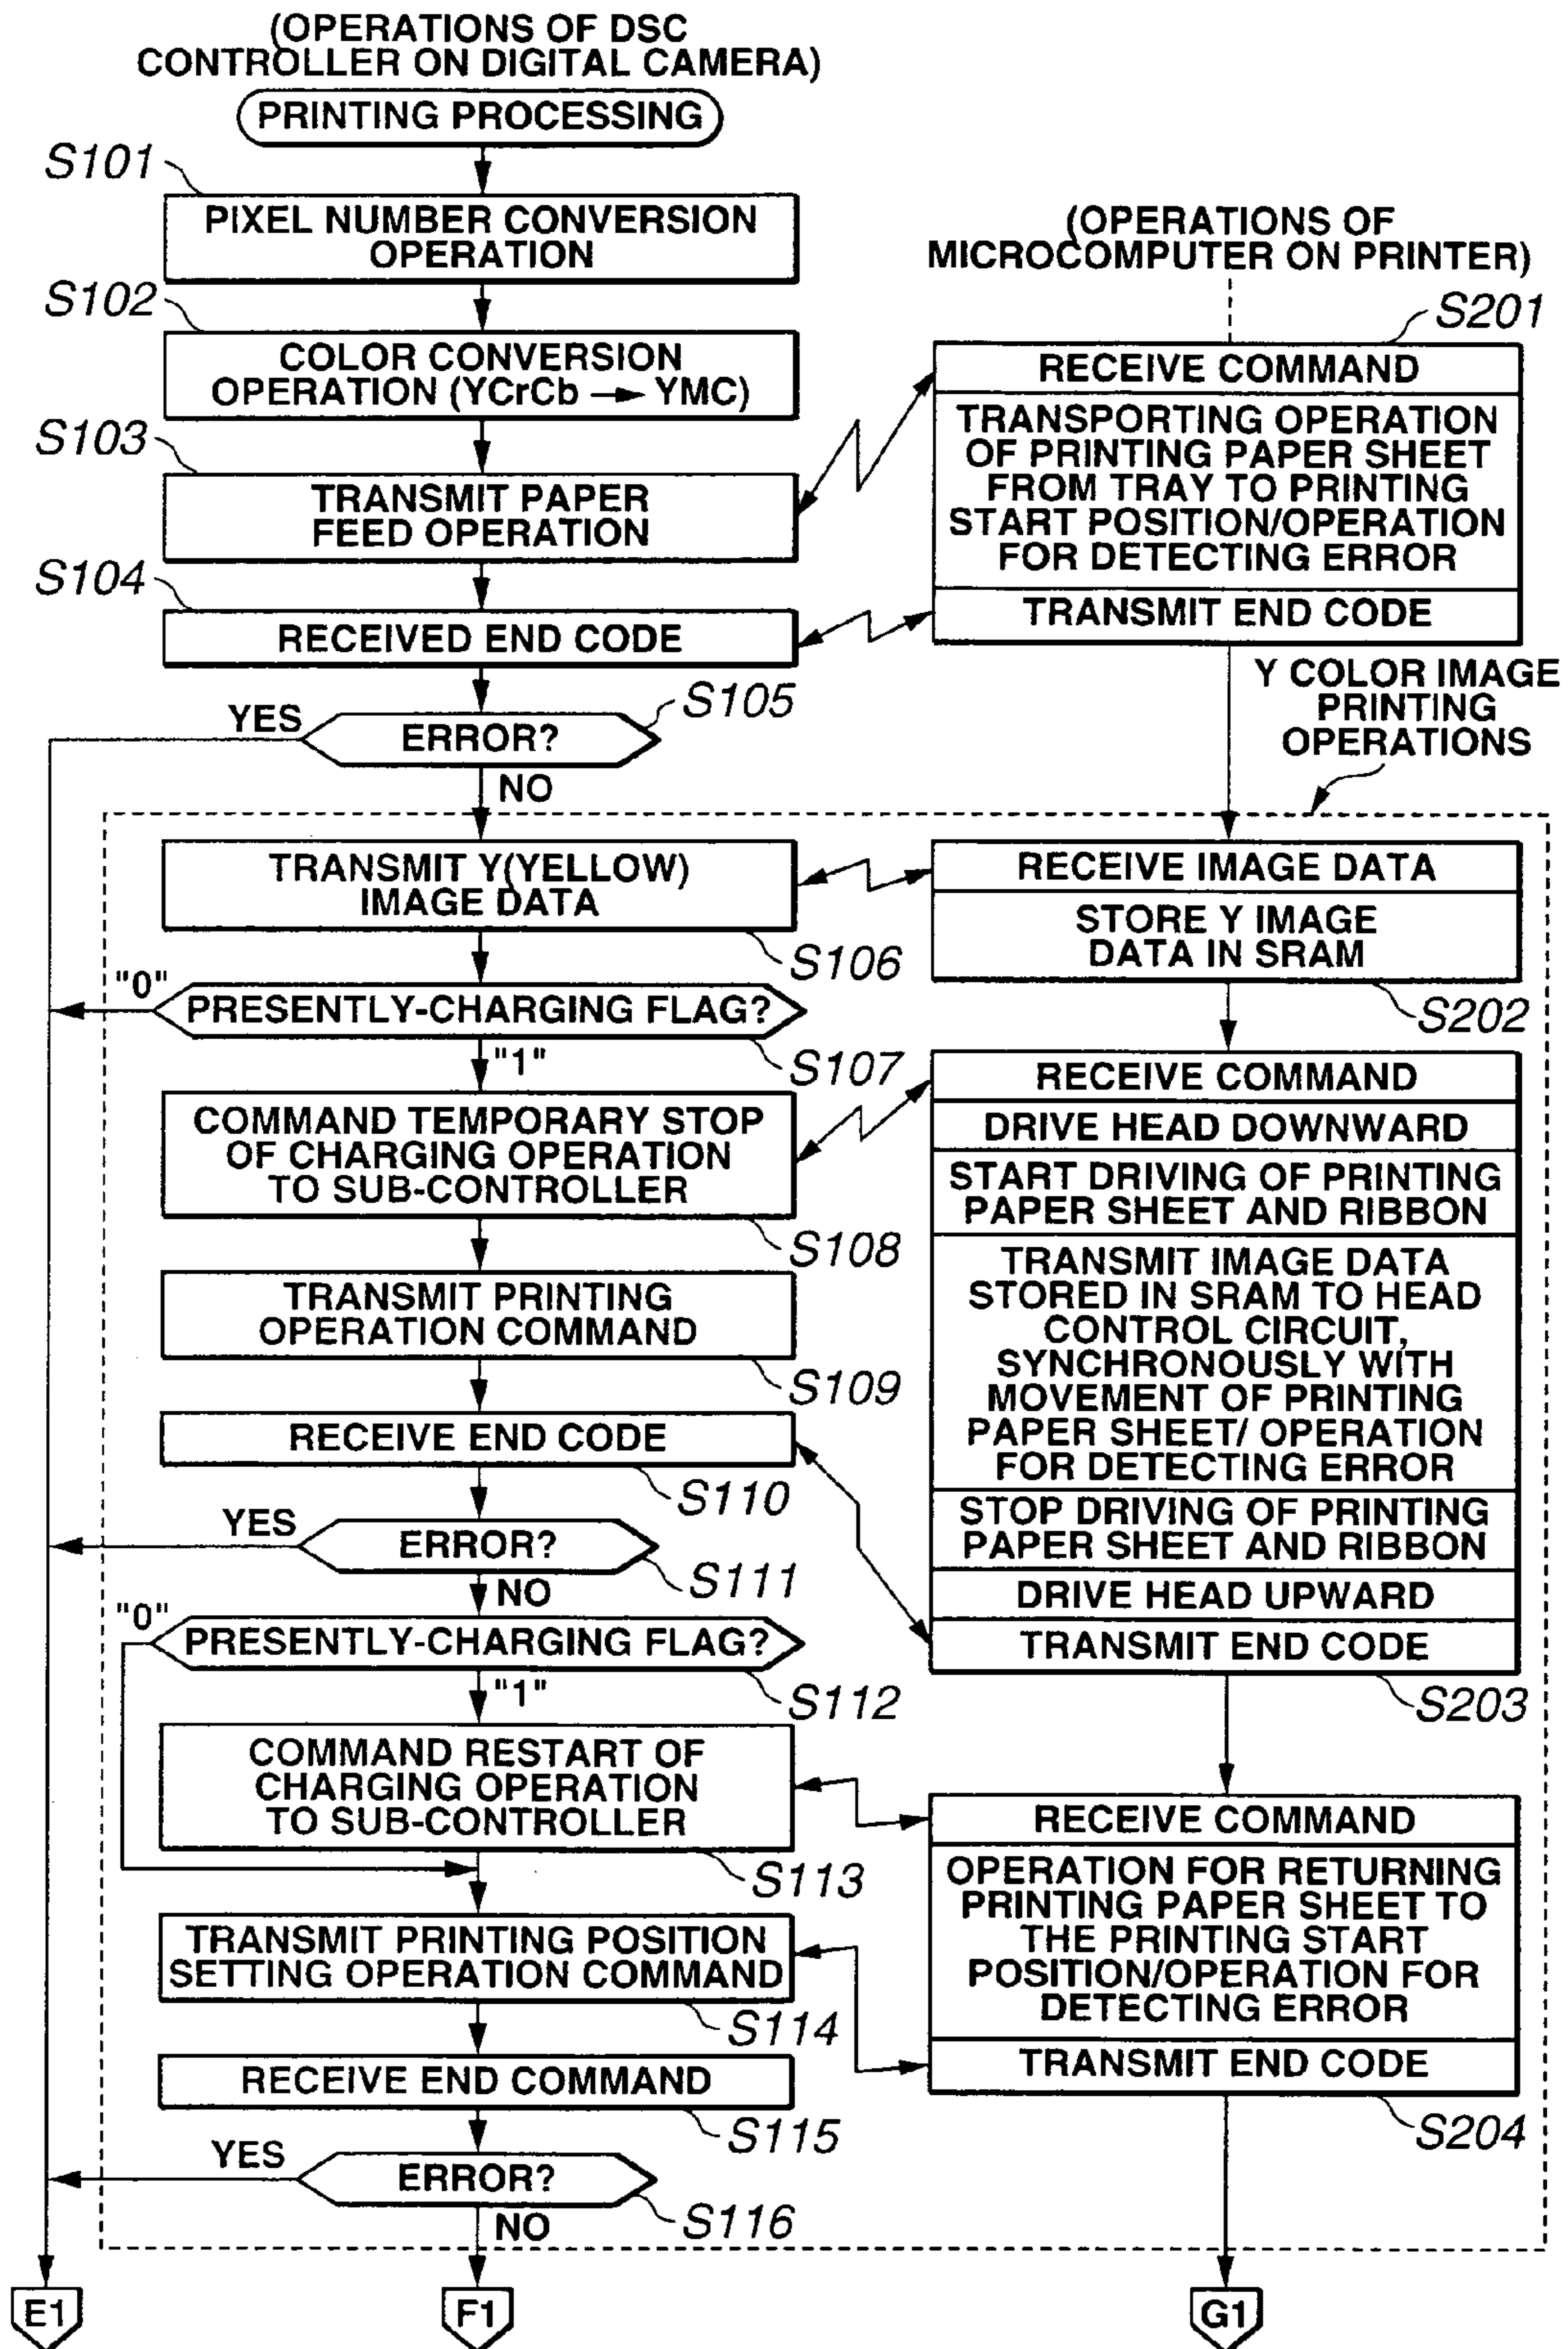 (OPERATIONS OF DSC
CONTROLLER ON DIGITAL CAMERA)
PRINTING PROCESSING
S101
PIXEL NUMBER CONVERSION
OPERATION
S102
COLOR CONVERSION
OPERATION (YCrCb → YMC)
S103
TRANSMIT PAPER
FEED OPERATION
S104
RECEIVED END CODE
S105
ERROR?
YES
NO
(OPERATIONS OF
MICROCOMPUTER ON PRINTER)
S201
RECEIVE COMMAND
TRANSPORTING OPERATION
OF PRINTING PAPER SHEET
FROM TRAY TO PRINTING
START POSITION/OPERATION
FOR DETECTING ERROR
TRANSMIT END CODE
Y COLOR IMAGE
PRINTING
OPERATIONS
TRANSMIT Y(YELLOW)
IMAGE DATA
S106
"0"
PRESENTLY-CHARGING FLAG?
S107
"1"
COMMAND TEMPORARY STOP
OF CHARGING OPERATION
TO SUB-CONTROLLER
S108
TRANSMIT PRINTING
OPERATION COMMAND
S109
RECEIVE END CODE
S110
YES
ERROR?
S111
NO
"0"
PRESENTLY-CHARGING FLAG?
S112
"1"
COMMAND RESTART OF
CHARGING OPERATION
TO SUB-CONTROLLER
S113
TRANSMIT PRINTING POSITION
SETTING OPERATION COMMAND
S114
RECEIVE END COMMAND
S115
YES
ERROR?
S116
NO
RECEIVE IMAGE DATA
STORE Y IMAGE
DATA IN SRAM
S202
RECEIVE COMMAND
DRIVE HEAD DOWNWARD
START DRIVING OF PRINTING
PAPER SHEET AND RIBBON
TRANSMIT IMAGE DATA
STORED IN SRAM TO HEAD
CONTROL CIRCUIT,
SYNCHRONOUSLY WITH
MOVEMENT OF PRINTING
PAPER SHEET/ OPERATION
FOR DETECTING ERROR
STOP DRIVING OF PRINTING
PAPER SHEET AND RIBBON
DRIVE HEAD UPWARD
TRANSMIT END CODE
S203
RECEIVE COMMAND
OPERATION FOR RETURNING
PRINTING PAPER SHEET TO
THE PRINTING START
POSITION/OPERATION FOR
DETECTING ERROR
TRANSMIT END CODE
S204
E1
F1
G1